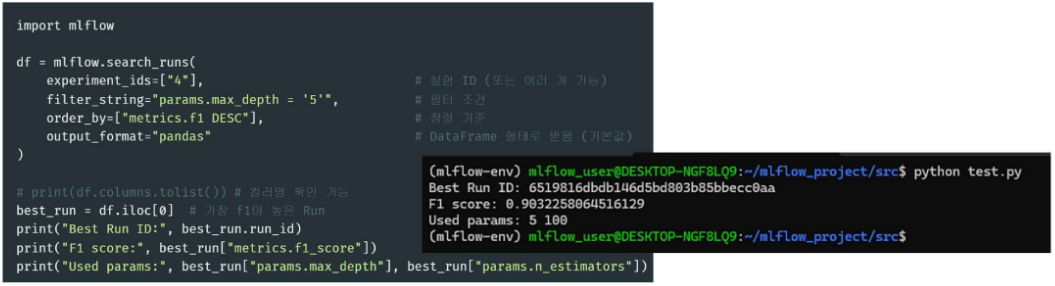 import mlflow
df = mlflow.search_runs(
    experiment_ids=["4"],    # 실험 ID (또는 여러 개 가능)
    filter_string="params.max_depth = '5'",    # 필터 조건
    order_by=["metrics.f1 DESC"],    # 정렬 기준
    output_format="pandas"    # DataFrame 형태로 받음 (기본값)
)
# print(df.columns.tolist()) # 컬러명 확인 가능
best_run = df.iloc[0]  # 가장 f1이 높은 Run
print("Best Run ID:", best_run.run_id)
print("F1 score:", best_run["metrics.f1_score"])
print("Used params:", best_run["params.max_depth"], best_run["params.n_estimators"])
(mlflow-env) mlflow_user@DESKTOP-NGF8LQ9:~/mlflow_project/src$ python test.py
Best Run ID: 6519816dbdb146d5bd803b85bbecc0aa
F1 score: 0.9032258064516129
Used params: 5 100
(mlflow-env) mlflow_user@DESKTOP-NGF8LQ9:~/mlflow_project/src$